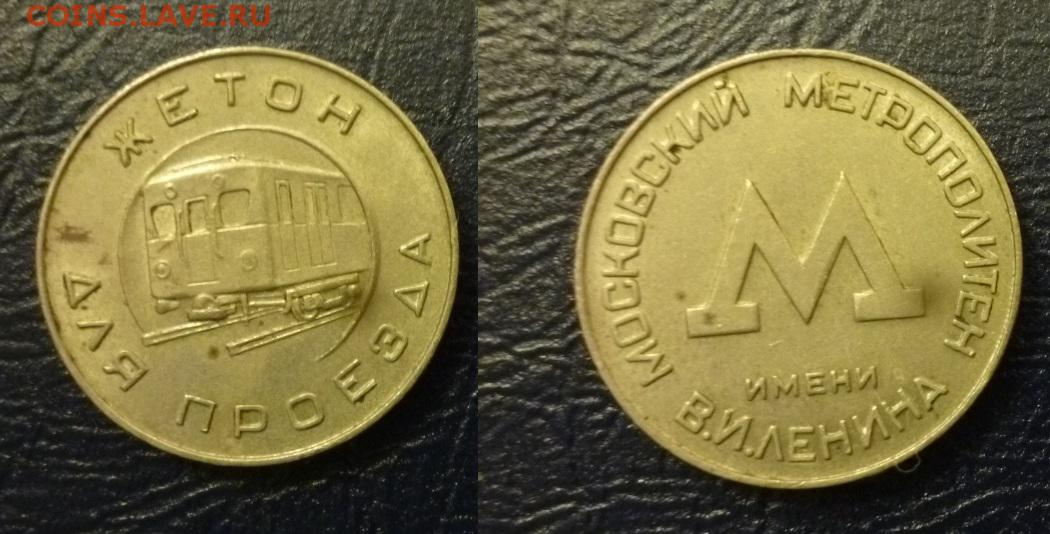 COINS.LAVE.RU
ЖЕТОН
ДЛЯ ПРОЕЗДА
МОСКОВСКИЙ МЕТРОПОЛИТЕН
М
ИМЕНИ
В.И.ЛЕНИНА